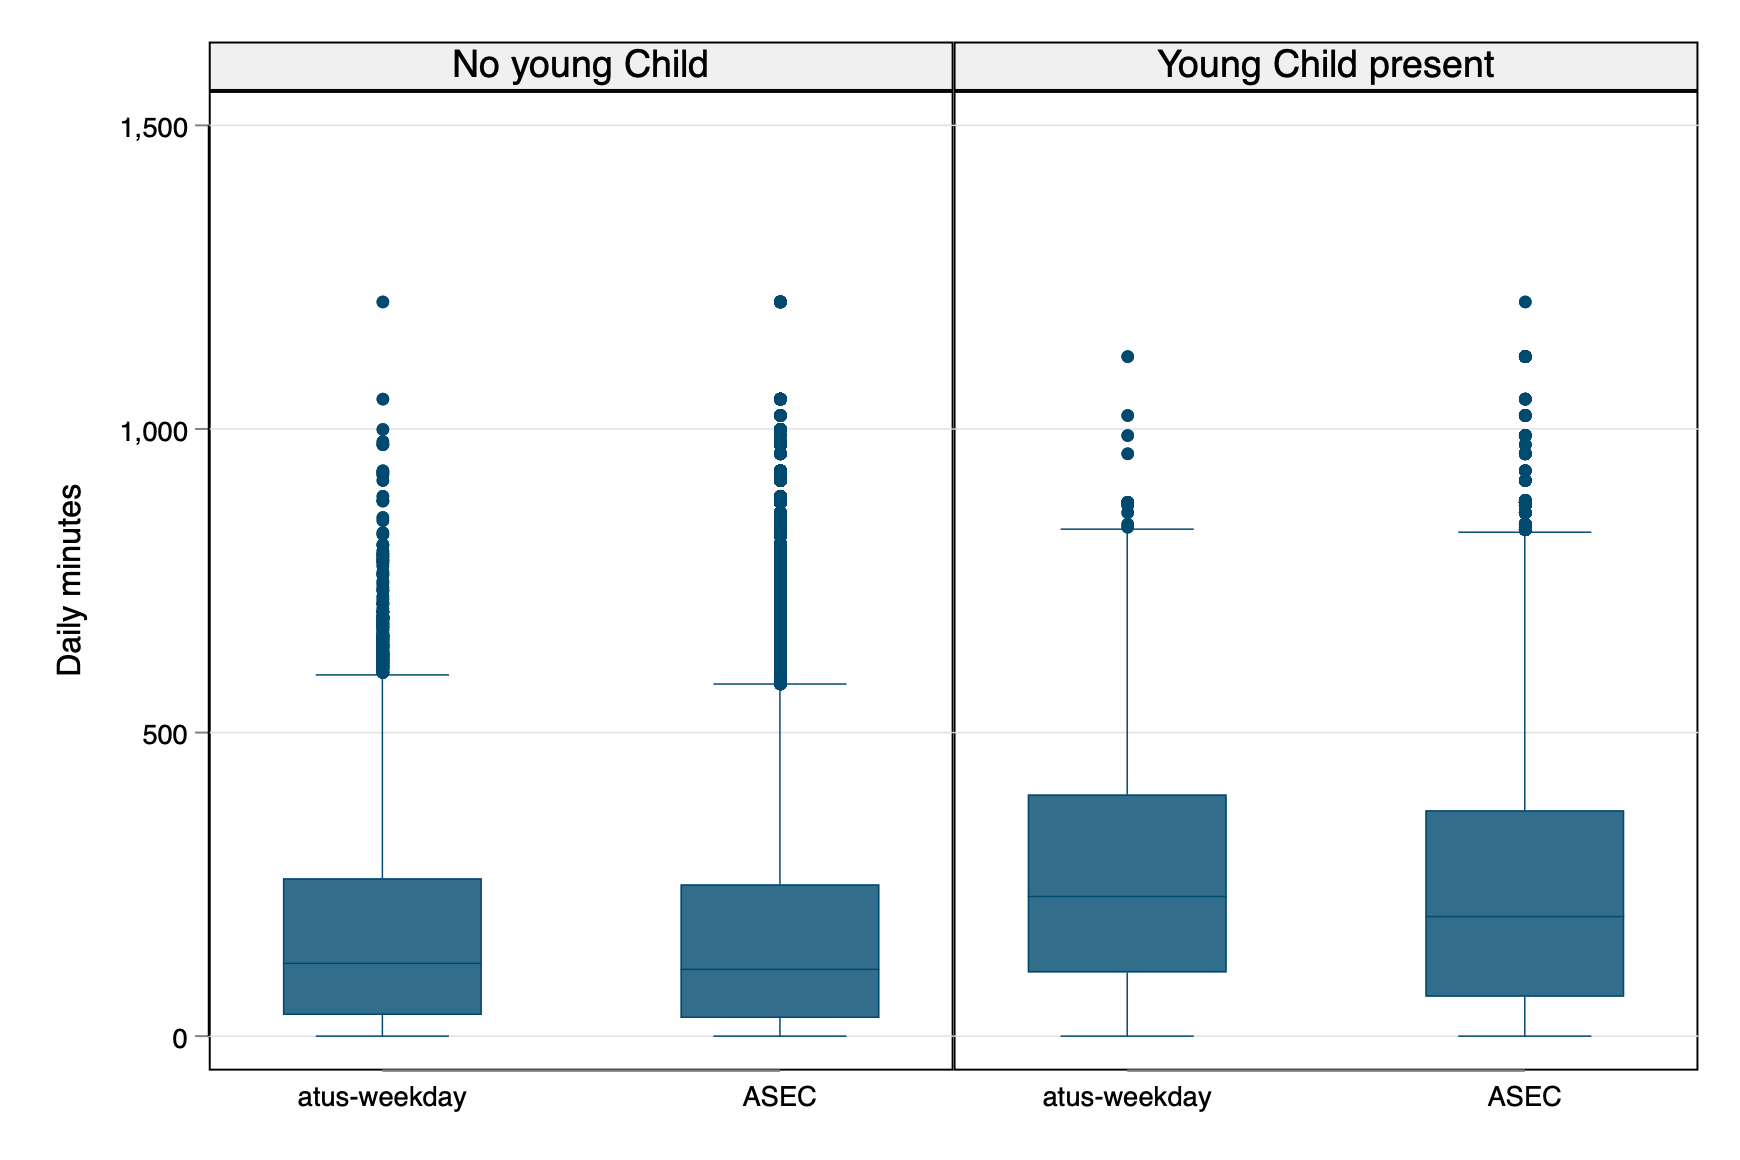 No young Child
Young Child present
Daily minutes
1,500
1,000
500
0
atus-weekday
ASEC
atus-weekday
ASEC